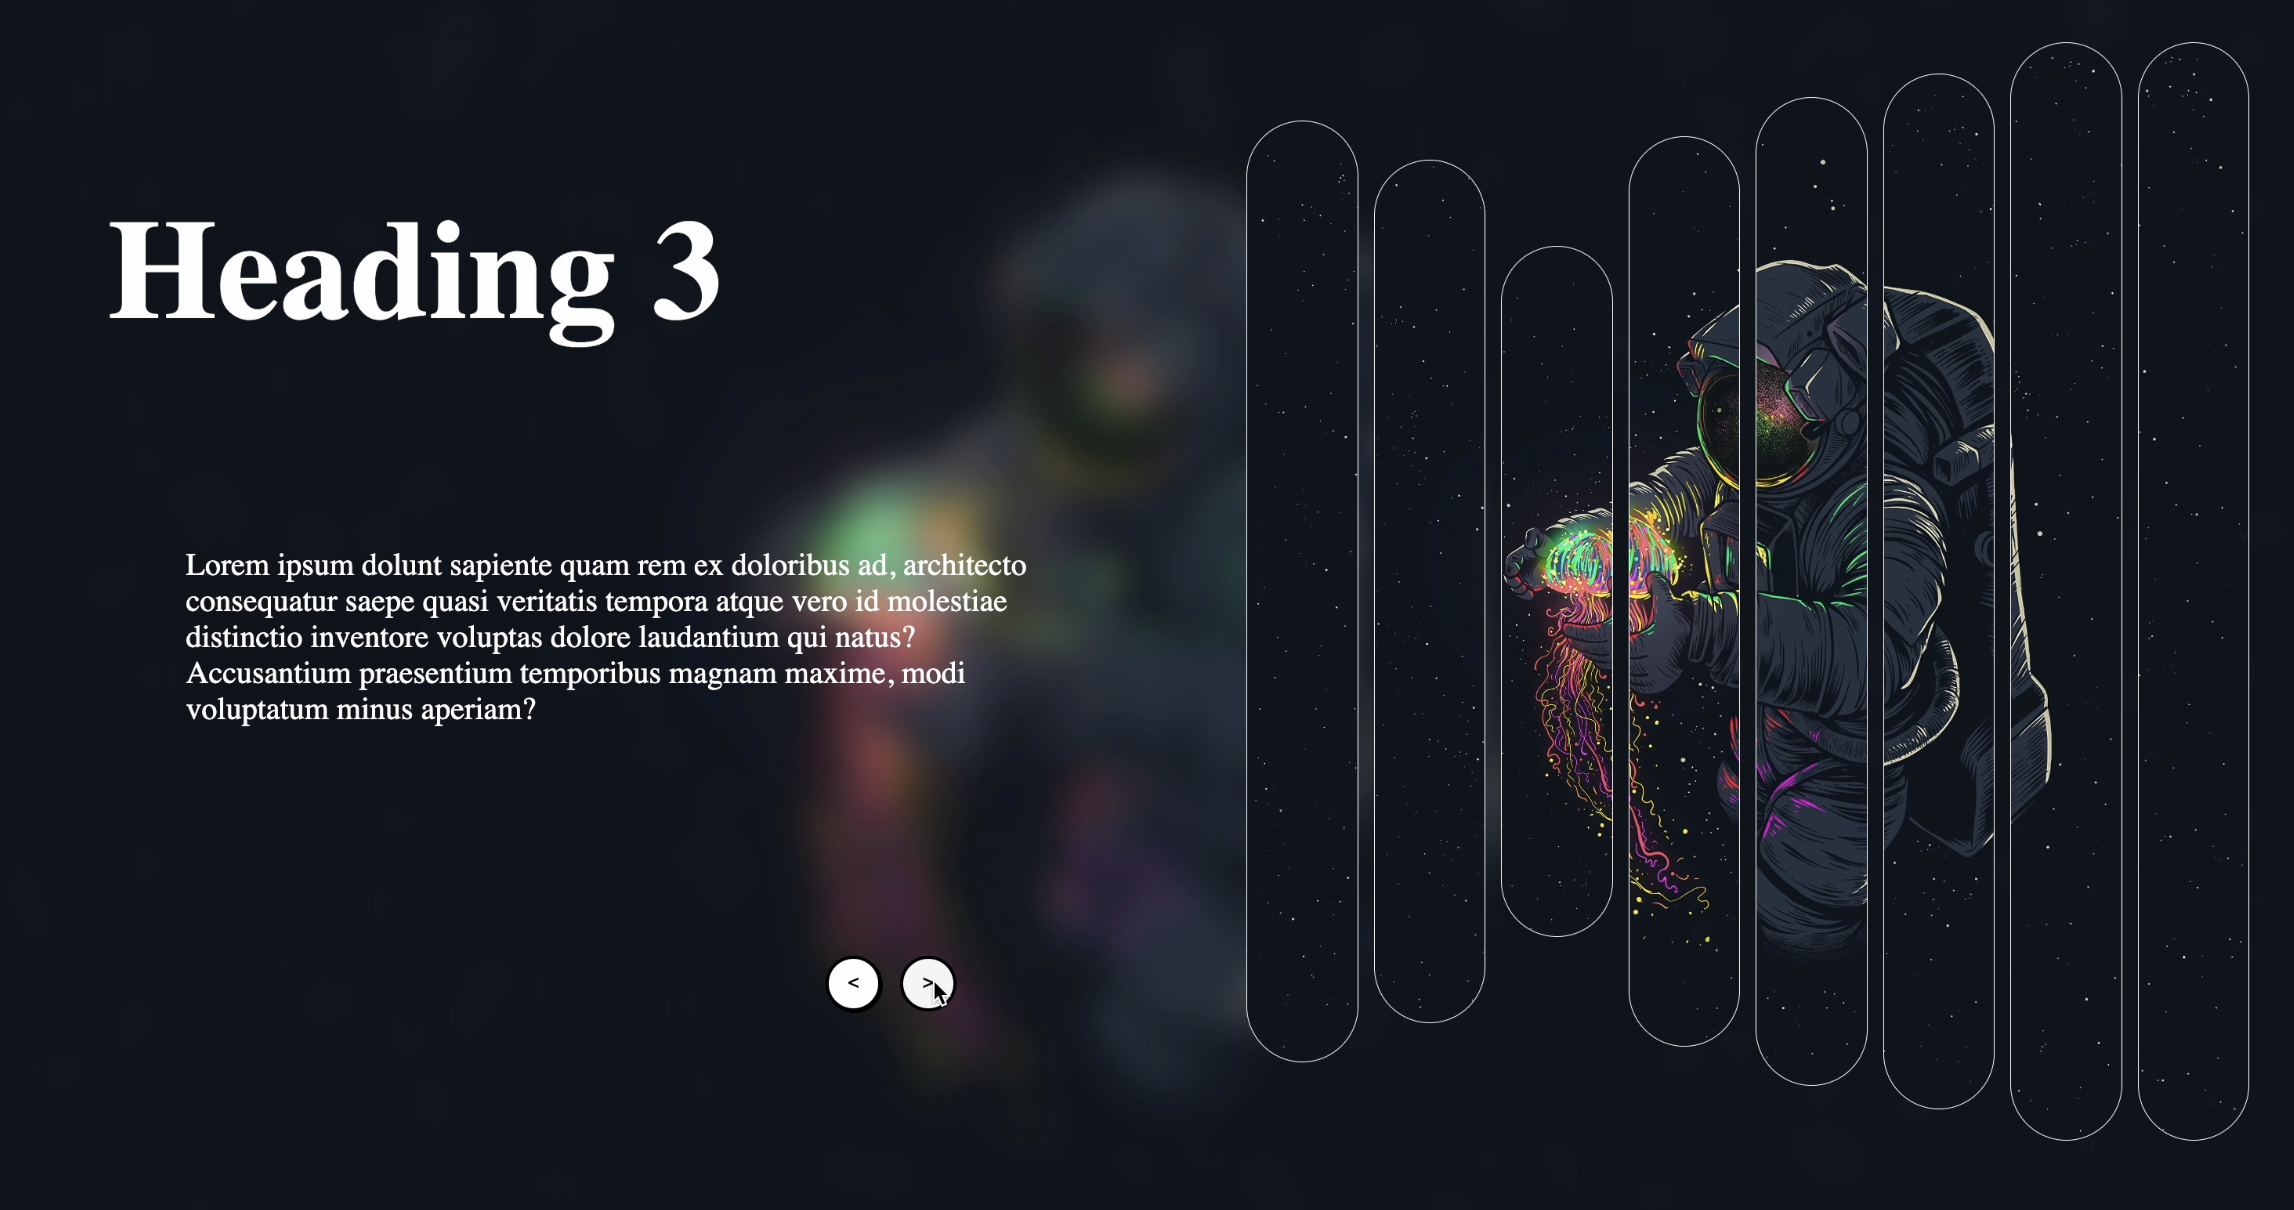 Heading 3
Lorem ipsum dolunt sapiente quam rem ex doloribus ad, architecto
consequatur saepe quasi veritatis tempora atque vero id molestiae
distinctio inventore voluptas dolore laudantium qui natus?
Accusantium praesentium temporibus magnam maxime, modi
voluptatum minus aperiam?
< >